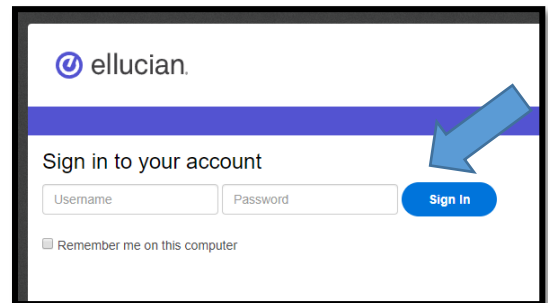 ellucian.
Sign in to your account
Username Password Sign In
Remember me on this computer